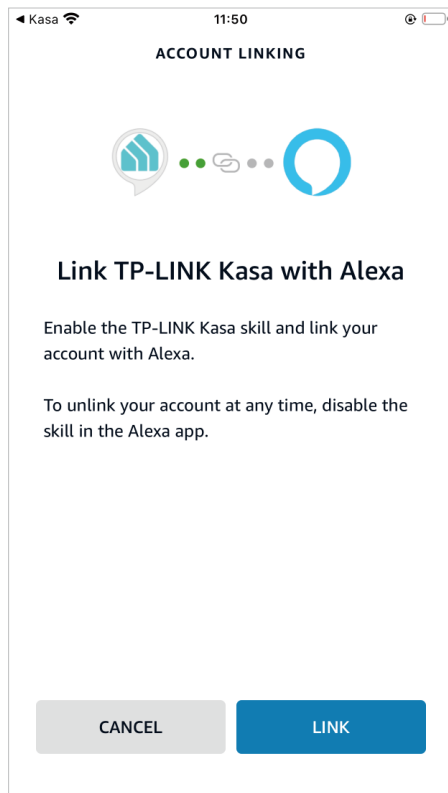 ◀ Kasa 11:50
ACCOUNT LINKING
Link TP-LINK Kasa with Alexa
Enable the TP-LINK Kasa skill and link your
account with Alexa.
To unlink your account at any time, disable the
skill in the Alexa app.
CANCEL LINK